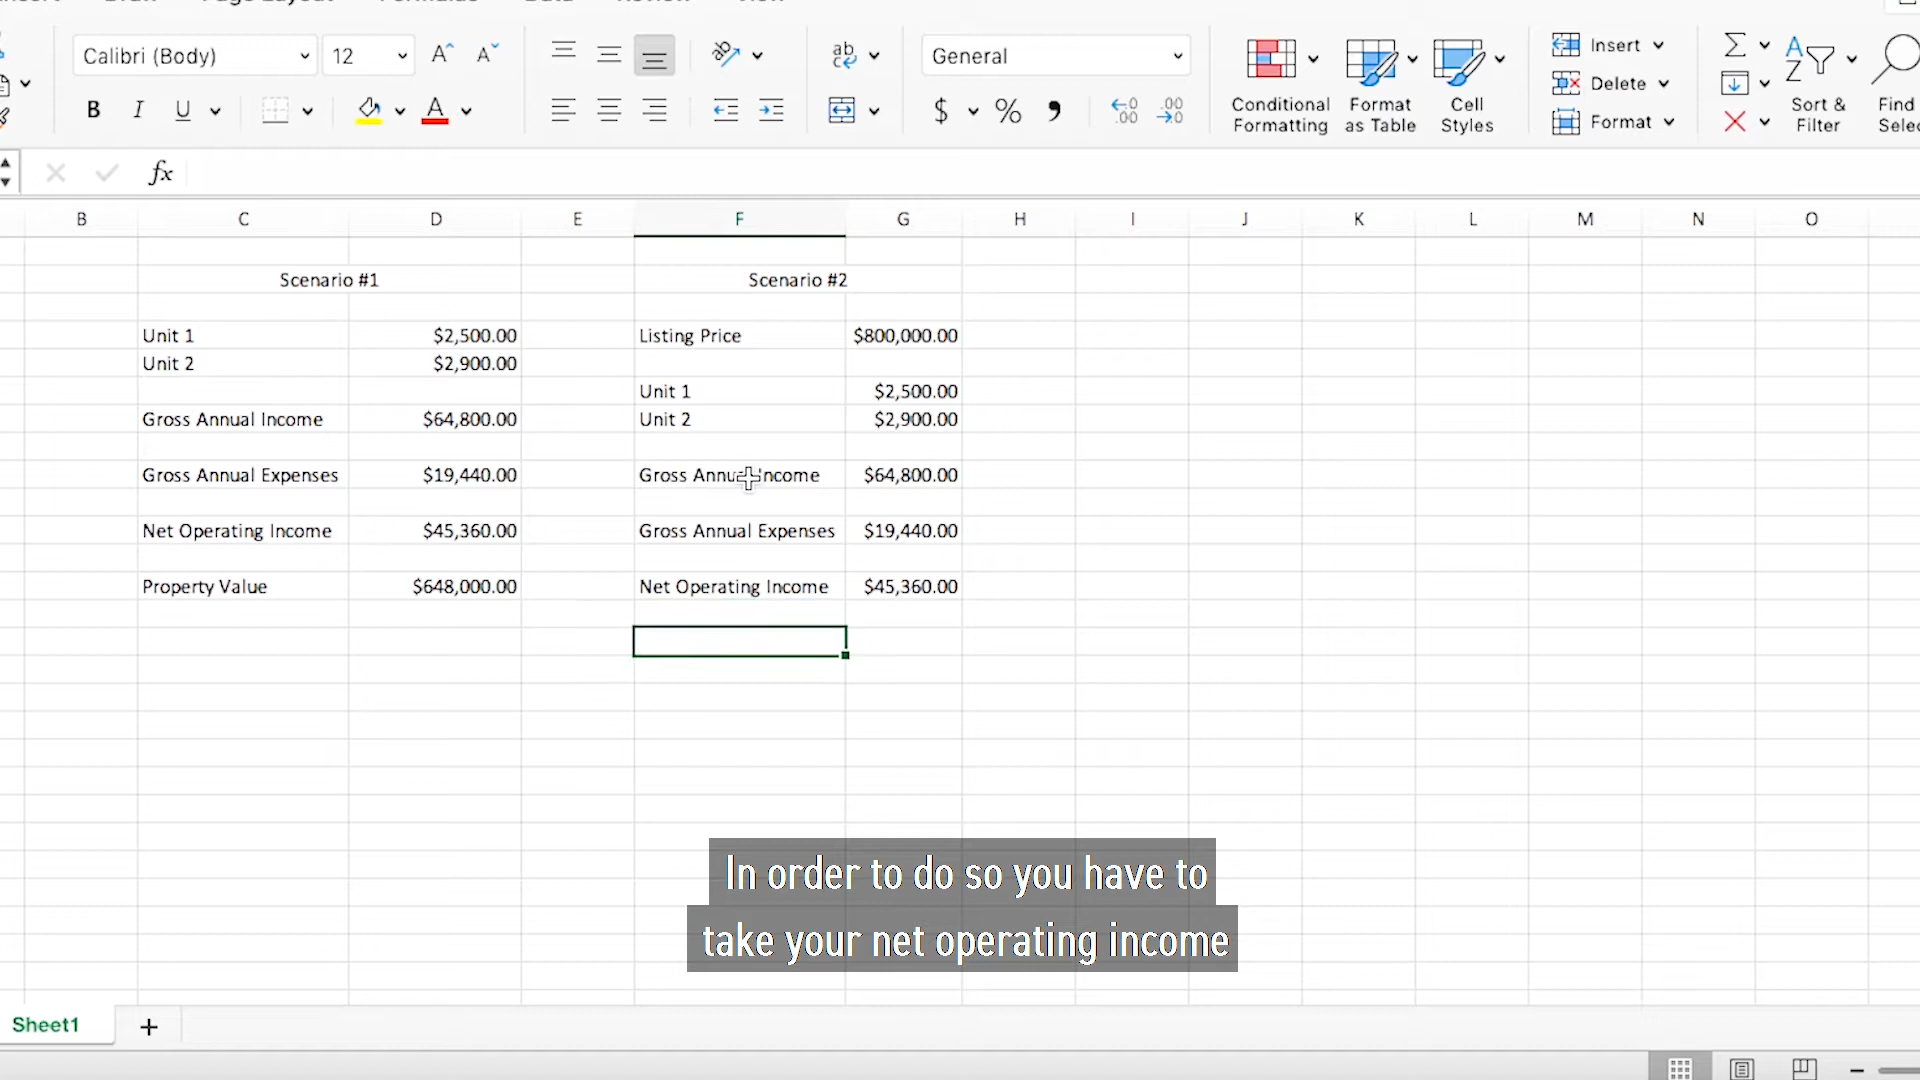 Calibri (Body) 12 General
Insert
Delete
Format
Conditional Formatting
Format as Table
Cell Styles
Sort & Filter
Find
fx
B C D E F G H I J K L M N O
Scenario #1 Scenario #2
Unit 1 $2,500.00 Listing Price $800,000.00
Unit 2 $2,900.00
Unit 1 $2,500.00
Gross Annual Income $64,800.00 Unit 2 $2,900.00
Gross Annual Expenses $19,440.00 Gross Annual Income $64,800.00
Net Operating Income $45,360.00 Gross Annual Expenses $19,440.00
Property Value $648,000.00 Net Operating Income $45,360.00
In order to do so you have to
take your net operating income
Sheet1